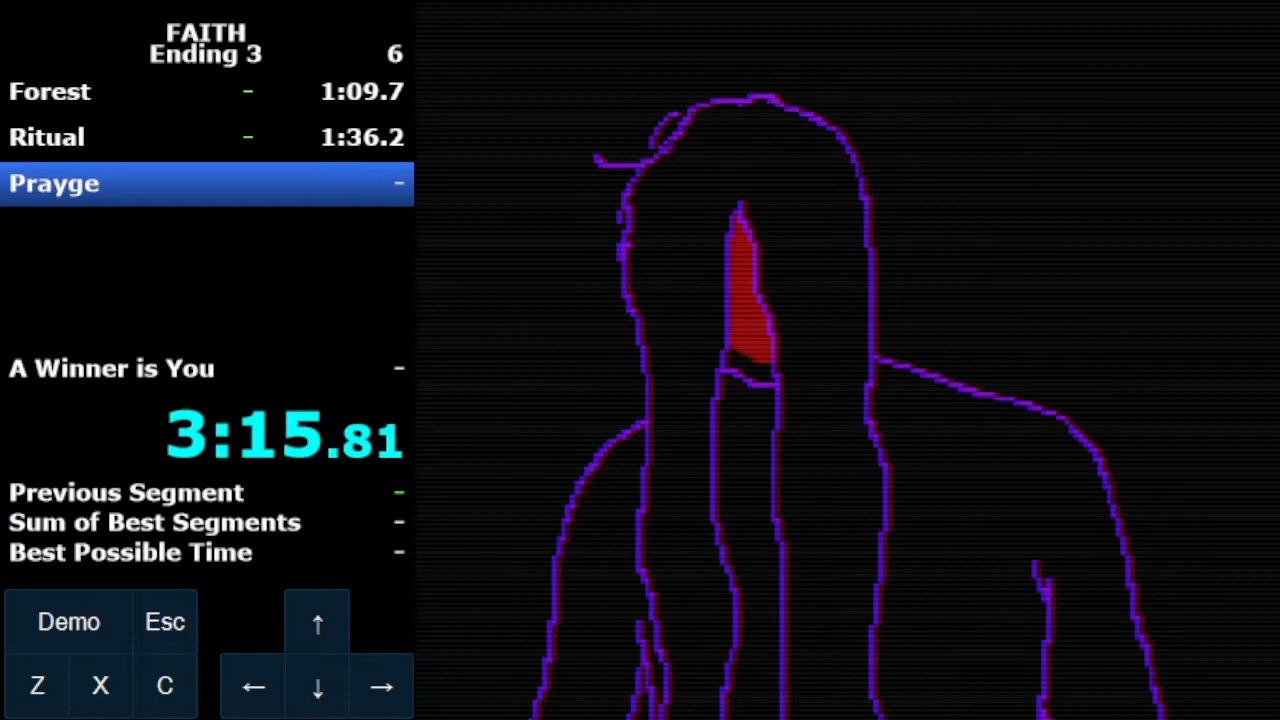 FAITH
Ending 3 6
Forest - 1:09.7
Ritual - 1:36.2
Prayge -
A Winner is You -
3:15.81
Previous Segment -
Sum of Best Segments -
Best Possible Time -
Demo Esc ↑
Z X C ← ↓ →